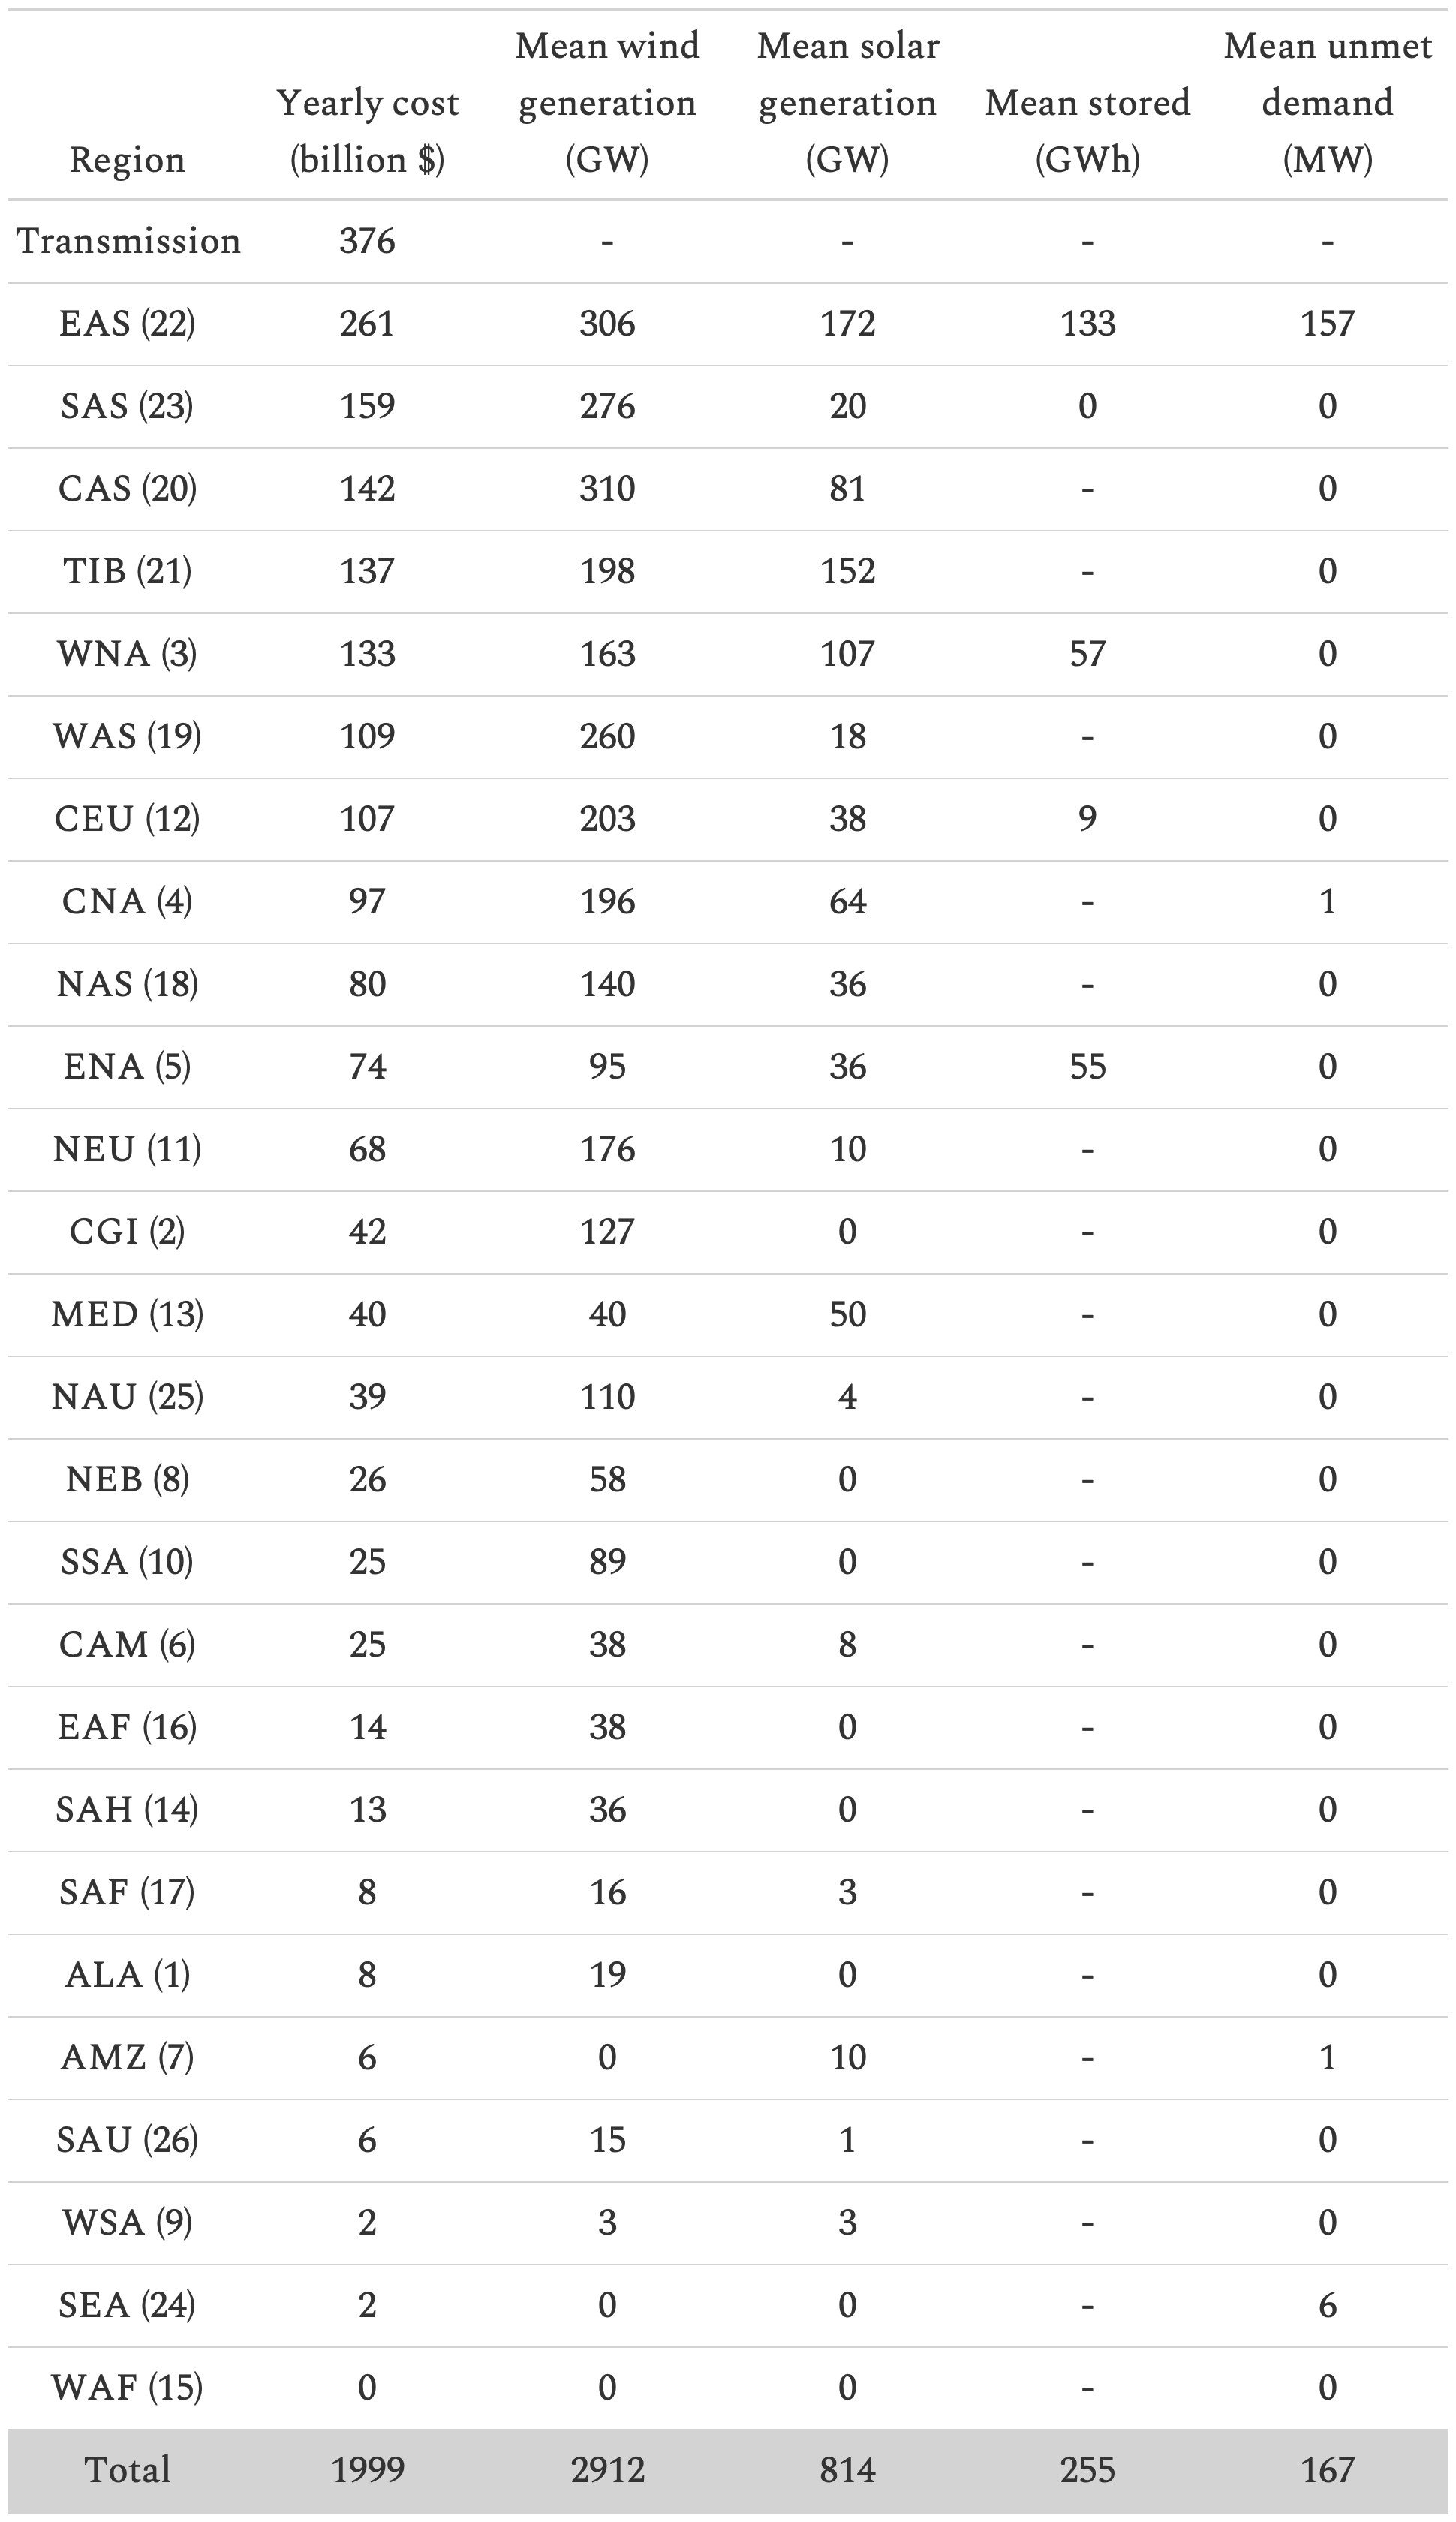 Region Yearly cost (billion $) Mean wind generation (GW) Mean solar generation (GW) Mean stored (GWh) Mean unmet demand (MW)
Transmission 376 - - - -
EAS (22) 261 306 172 133 157
SAS (23) 159 276 20 0 0
CAS (20) 142 310 81 - 0
TIB (21) 137 198 152 - 0
WNA (3) 133 163 107 57 0
WAS (19) 109 260 18 - 0
CEU (12) 107 203 38 9 0
CNA (4) 97 196 64 - 1
NAS (18) 80 140 36 - 0
ENA (5) 74 95 36 55 0
NEU (11) 68 176 10 - 0
CGI (2) 42 127 0 - 0
MED (13) 40 40 50 - 0
NAU (25) 39 110 4 - 0
NEB (8) 26 58 0 - 0
SSA (10) 25 89 0 - 0
CAM (6) 25 38 8 - 0
EAF (16) 14 38 0 - 0
SAH (14) 13 36 0 - 0
SAF (17) 8 16 3 - 0
ALA (1) 8 19 0 - 0
AMZ (7) 6 0 10 - 1
SAU (26) 6 15 1 - 0
WSA (9) 2 3 3 - 0
SEA (24) 2 0 0 - 6
WAF (15) 0 0 0 - 0
Total 1999 2912 814 255 167